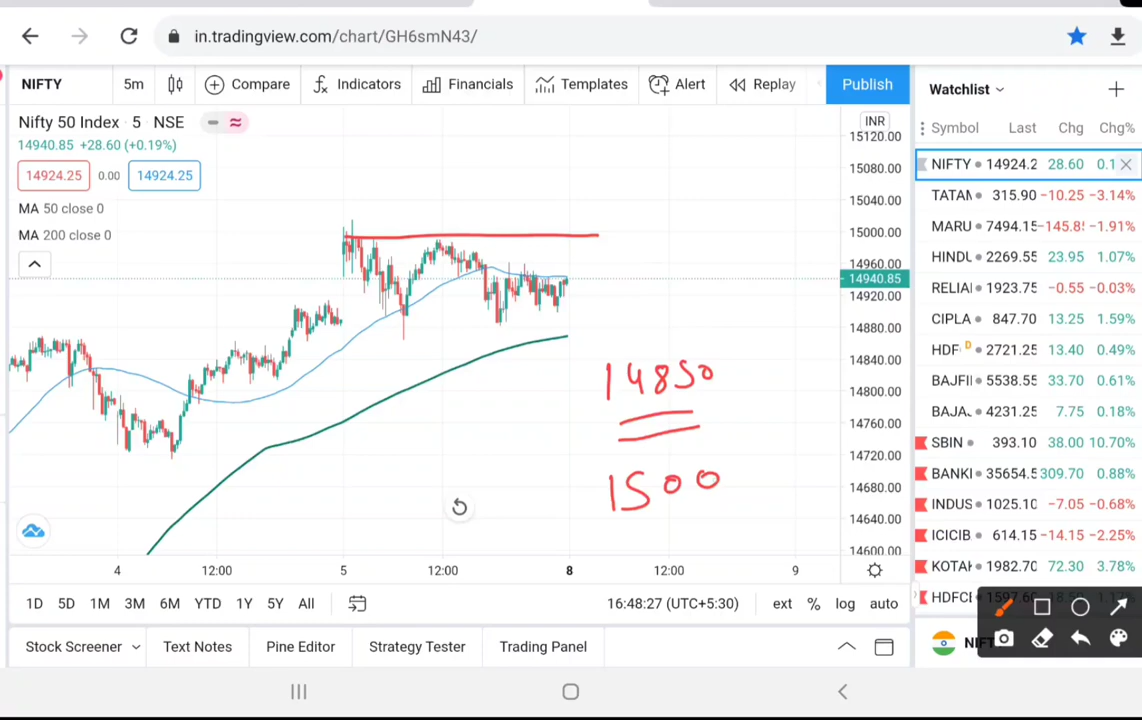 in.tradingview.com/chart/GH6smN43/
NIFTY 5m Compare Indicators Financials Templates Alert Replay Publish
Nifty 50 Index · 5 NSE
14940.85 +28.60 (+0.19%)
14924.25 0.00 14924.25
MA 50 close 0
MA 200 close 0
INR
15120.00
15080.00
15040.00
15000.00
14960.00
14940.85
14920.00
14880.00
14840.00
14800.00
14760.00
14720.00
14680.00
14640.00
14600.00
14850
1500
4 12:00 5 12:00 8 12:00 9
1D 5D 1M 3M 6M YTD 1Y 5Y All 16:48:27 (UTC+5:30) ext % log auto
Stock Screener Text Notes Pine Editor Strategy Tester Trading Panel
Watchlist
Symbol Last Chg Chg%
NIFTY 14924.2 28.60 0.1
TATAM 315.90 −10.25 −3.14%
MARU 7494.15 −145.85 −1.91%
HINDL 2269.55 23.95 1.07%
RELIAI 1923.75 −0.55 −0.03%
CIPLA 847.70 13.25 1.59%
HDF D 2721.25 13.40 0.49%
BAJFII 5538.55 33.70 0.61%
BAJA. 4231.25 7.75 0.18%
SBIN 393.10 38.00 10.70%
BANKI 35654.5 309.70 0.88%
INDUS 1025.10 −7.05 −0.68%
ICICIB 614.15 −14.15 −2.25%
KOTAK 1982.70 72.30 3.78%
HDFCB 1597.60
NIFT